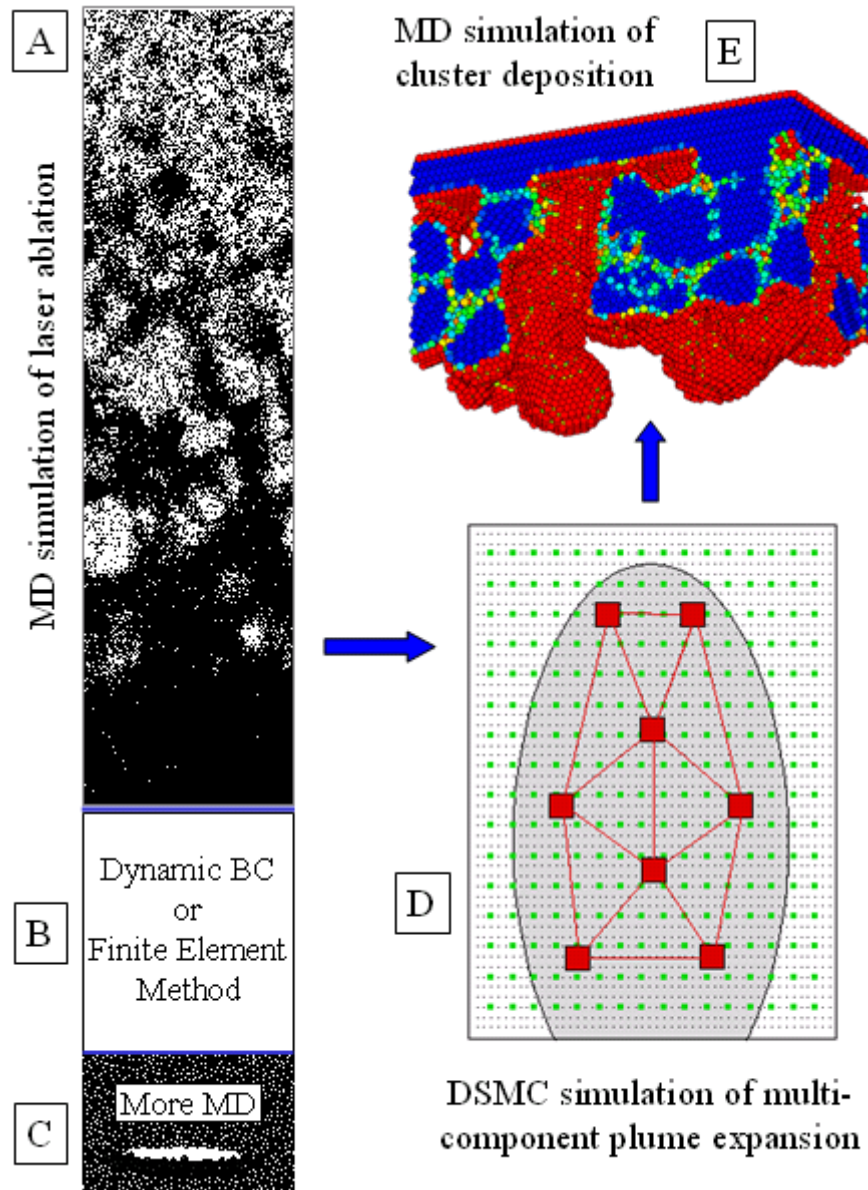 A
MD simulation of laser ablation
B
Dynamic BC
or
Finite Element
Method
C
More MD
MD simulation of
cluster deposition
E
D
DSMC simulation of multi-
component plume expansion